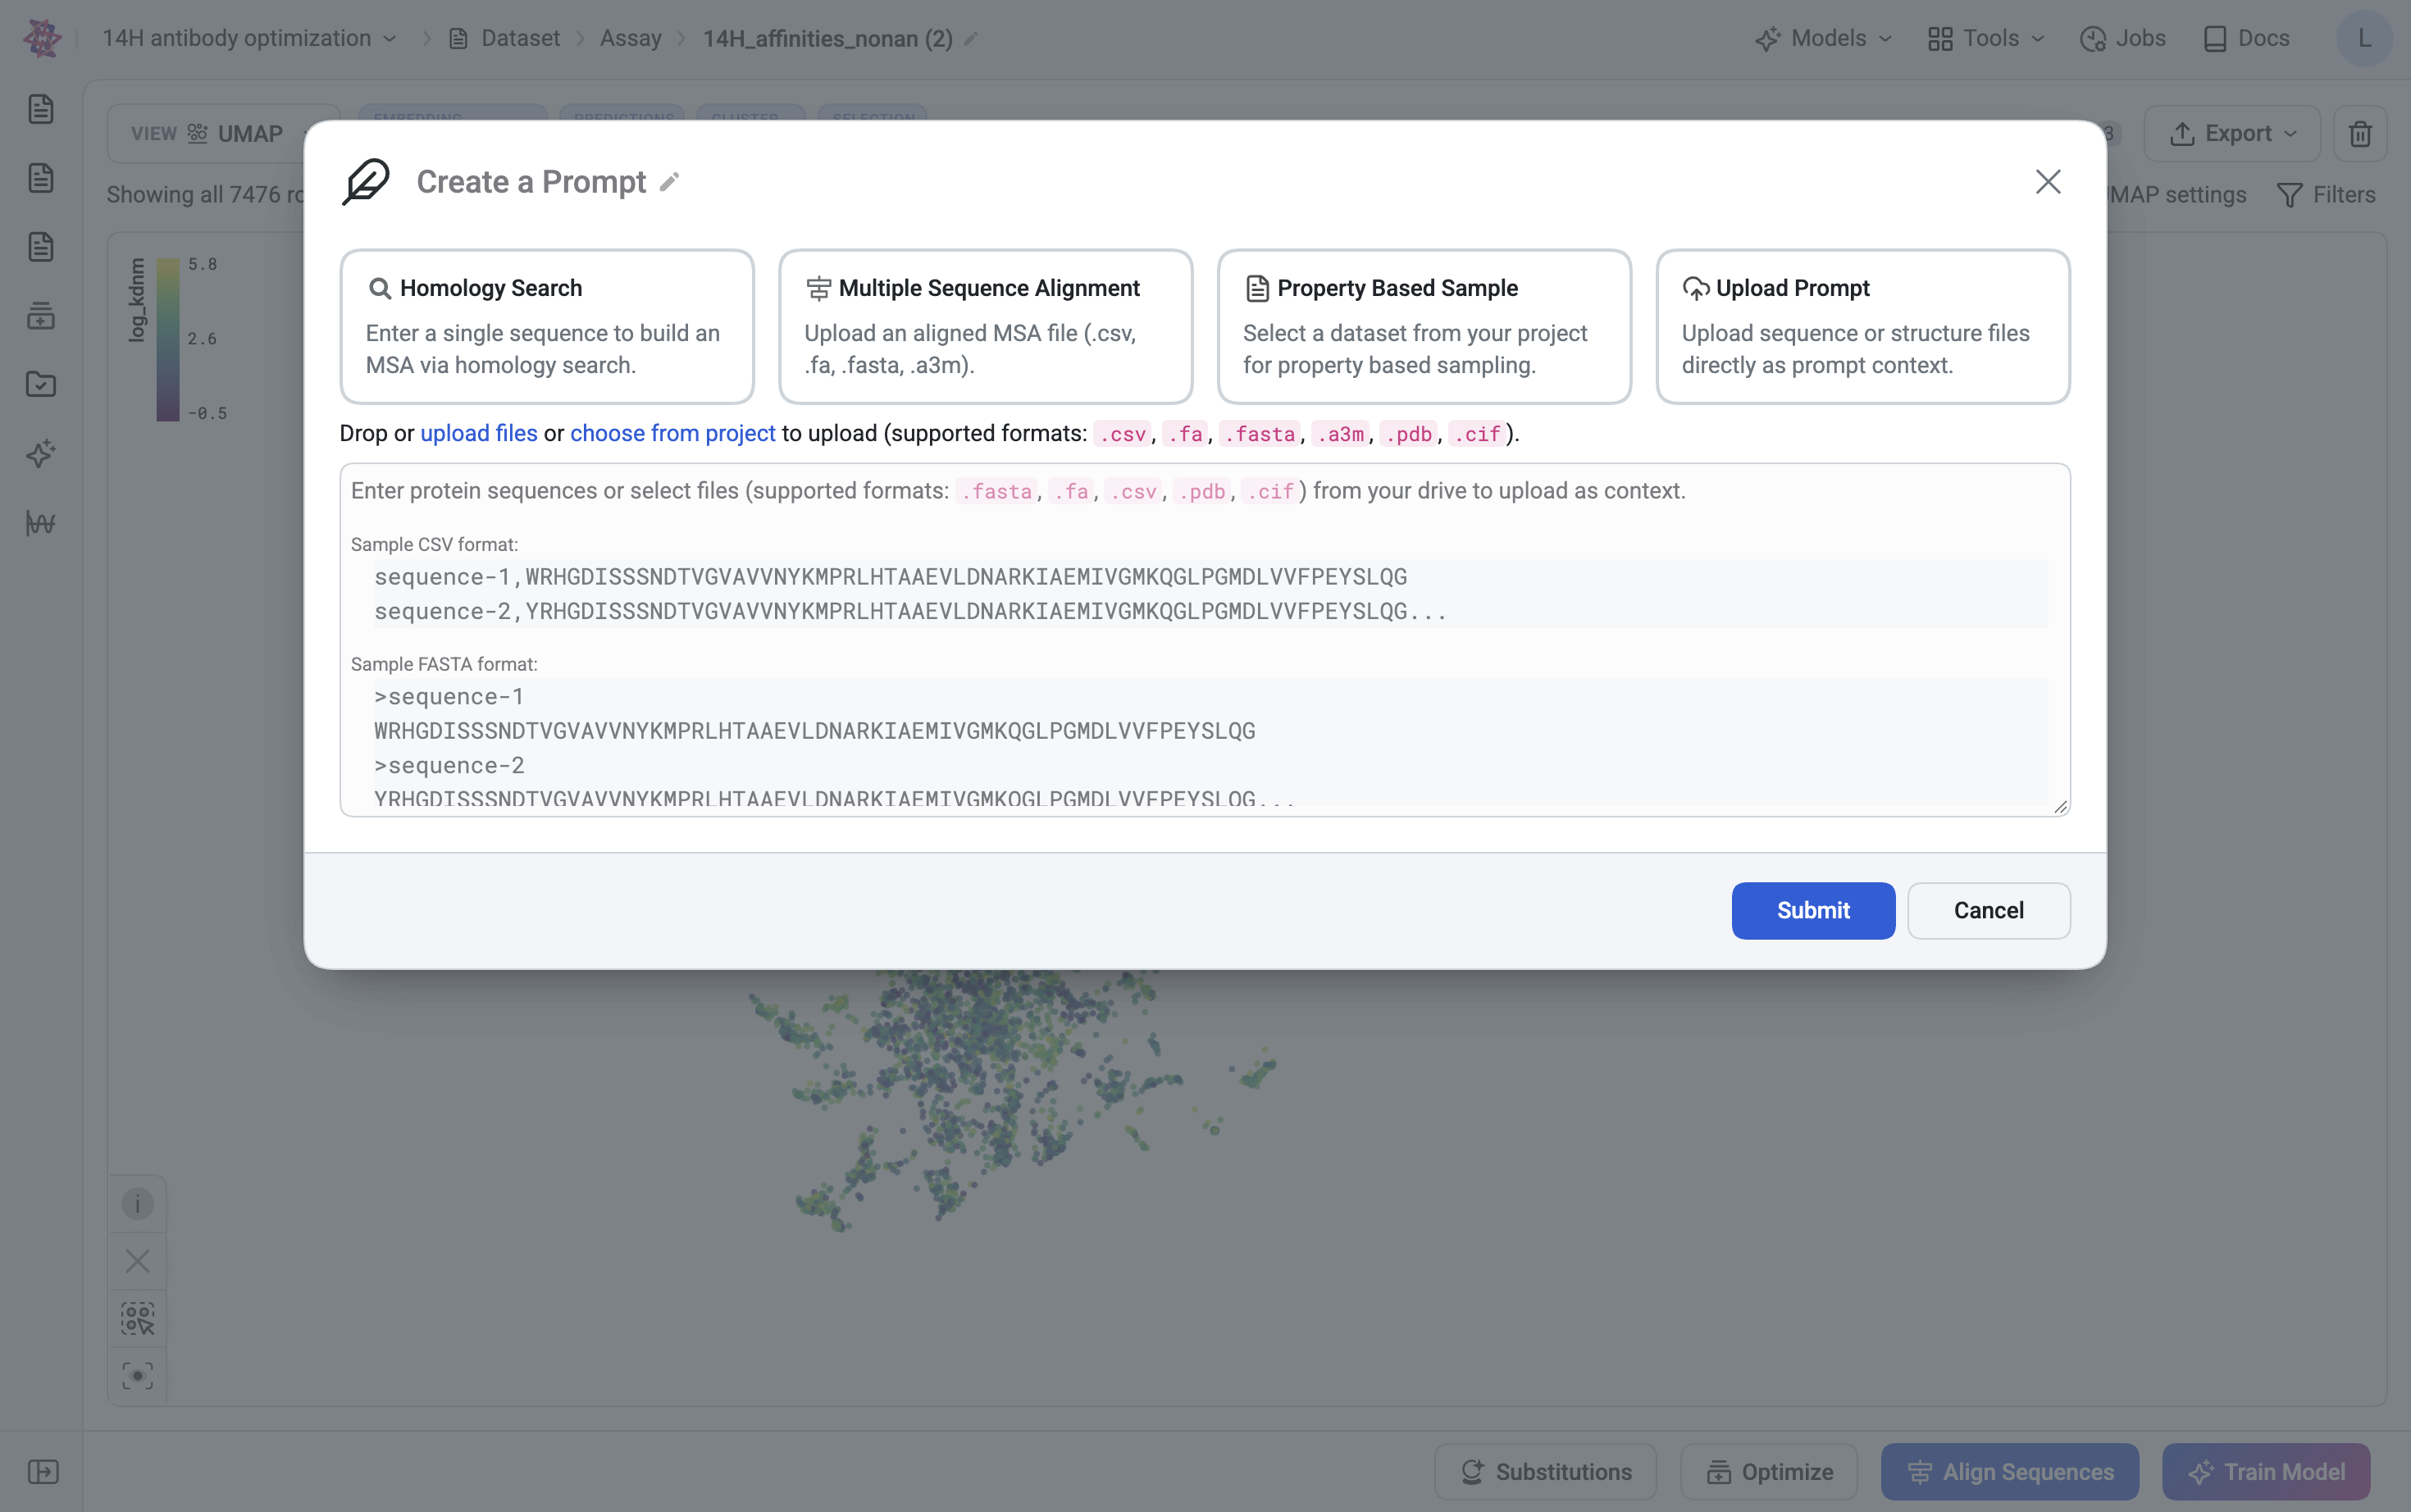 14H antibody optimization
Dataset
Assay
14H_affinities_nonan (2)
Models
Tools
Jobs
Docs
L
VIEW UMAP
EMBEDDING
PREDICTIONS
CLUSTER
SELECTION
3
Export
Showing all 7476 ro
MAP settings
Filters
log_kdnm
5.8
2.6
-0.5
Create a Prompt
Homology Search
Enter a single sequence to build an
MSA via homology search.
Multiple Sequence Alignment
Upload an aligned MSA file (.csv,
.fa, .fasta, .a3m).
Property Based Sample
Select a dataset from your project
for property based sampling.
Upload Prompt
Upload sequence or structure files
directly as prompt context.
Drop or upload files or choose from project to upload (supported formats: .csv, .fa, .fasta, .a3m, .pdb, .cif).
Enter protein sequences or select files (supported formats: .fasta, .fa, .csv, .pdb, .cif) from your drive to upload as context.
Sample CSV format:
sequence-1,WRHGDISSSNDTVGVAVVNYKMPRLHTAAEVLDNARKIAEMIVGMKQGLPGMDLVVFPEYSLQG
sequence-2,YRHGDISSSNDTVGVAVVNYKMPRLHTAAEVLDNARKIAEMIVGMKQGLPGMDLVVFPEYSLQG...
Sample FASTA format:
>sequence-1
WRHGDISSSNDTVGVAVVNYKMPRLHTAAEVLDNARKIAEMIVGMKQGLPGMDLVVFPEYSLQG
>sequence-2
YRHGDISSSNDTVGVAVVNYKMPRLHTAAEVLDNARKIAEMIVGMKQGLPGMDLVVFPEYSLQG...
Submit
Cancel
Substitutions
Optimize
Align Sequences
Train Model